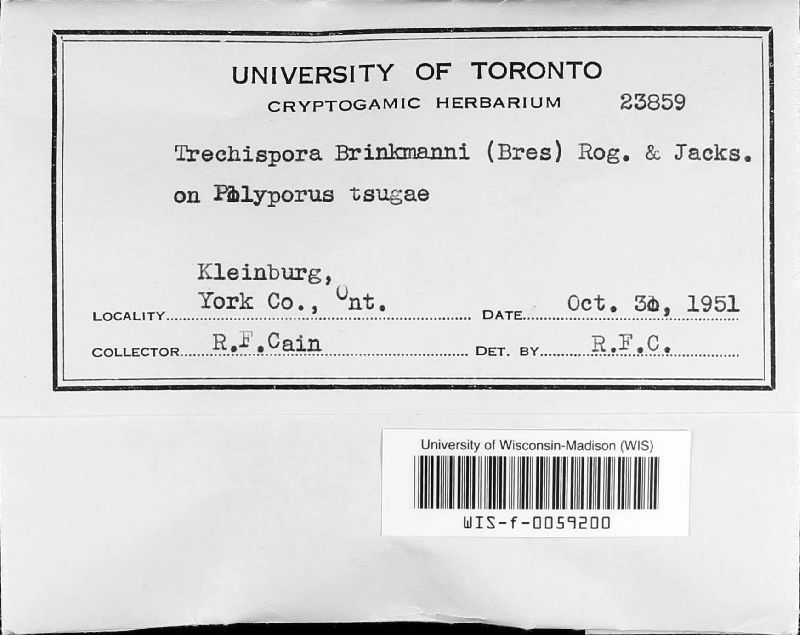 UNIVERSITY OF TORONTO
CRYPTOGAMIC HERBARIUM 23859
Trechispora Brinkmanni (Bres) Rog. & Jacks.
on Polyporus tsugae
Kleinburg,
LOCALITY York Co., Ont. DATE Oct. 30, 1951
COLLECTOR R.F.Cain DET. BY R.F.C.
University of Wisconsin-Madison (WIS)
WIS-f-0059200